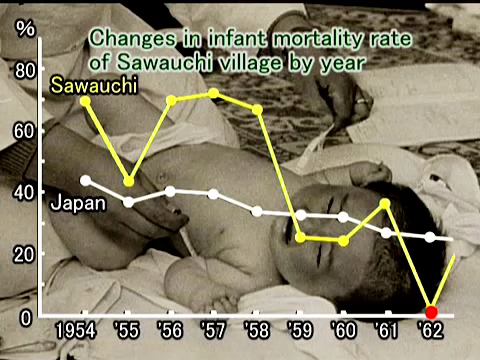 Changes in infant mortality rate
of Sawauchi village by year
%
80
Sawauchi
60
40
Japan
20
0
1954 '55 '56 '57 '58 '59 '60 '61 '62